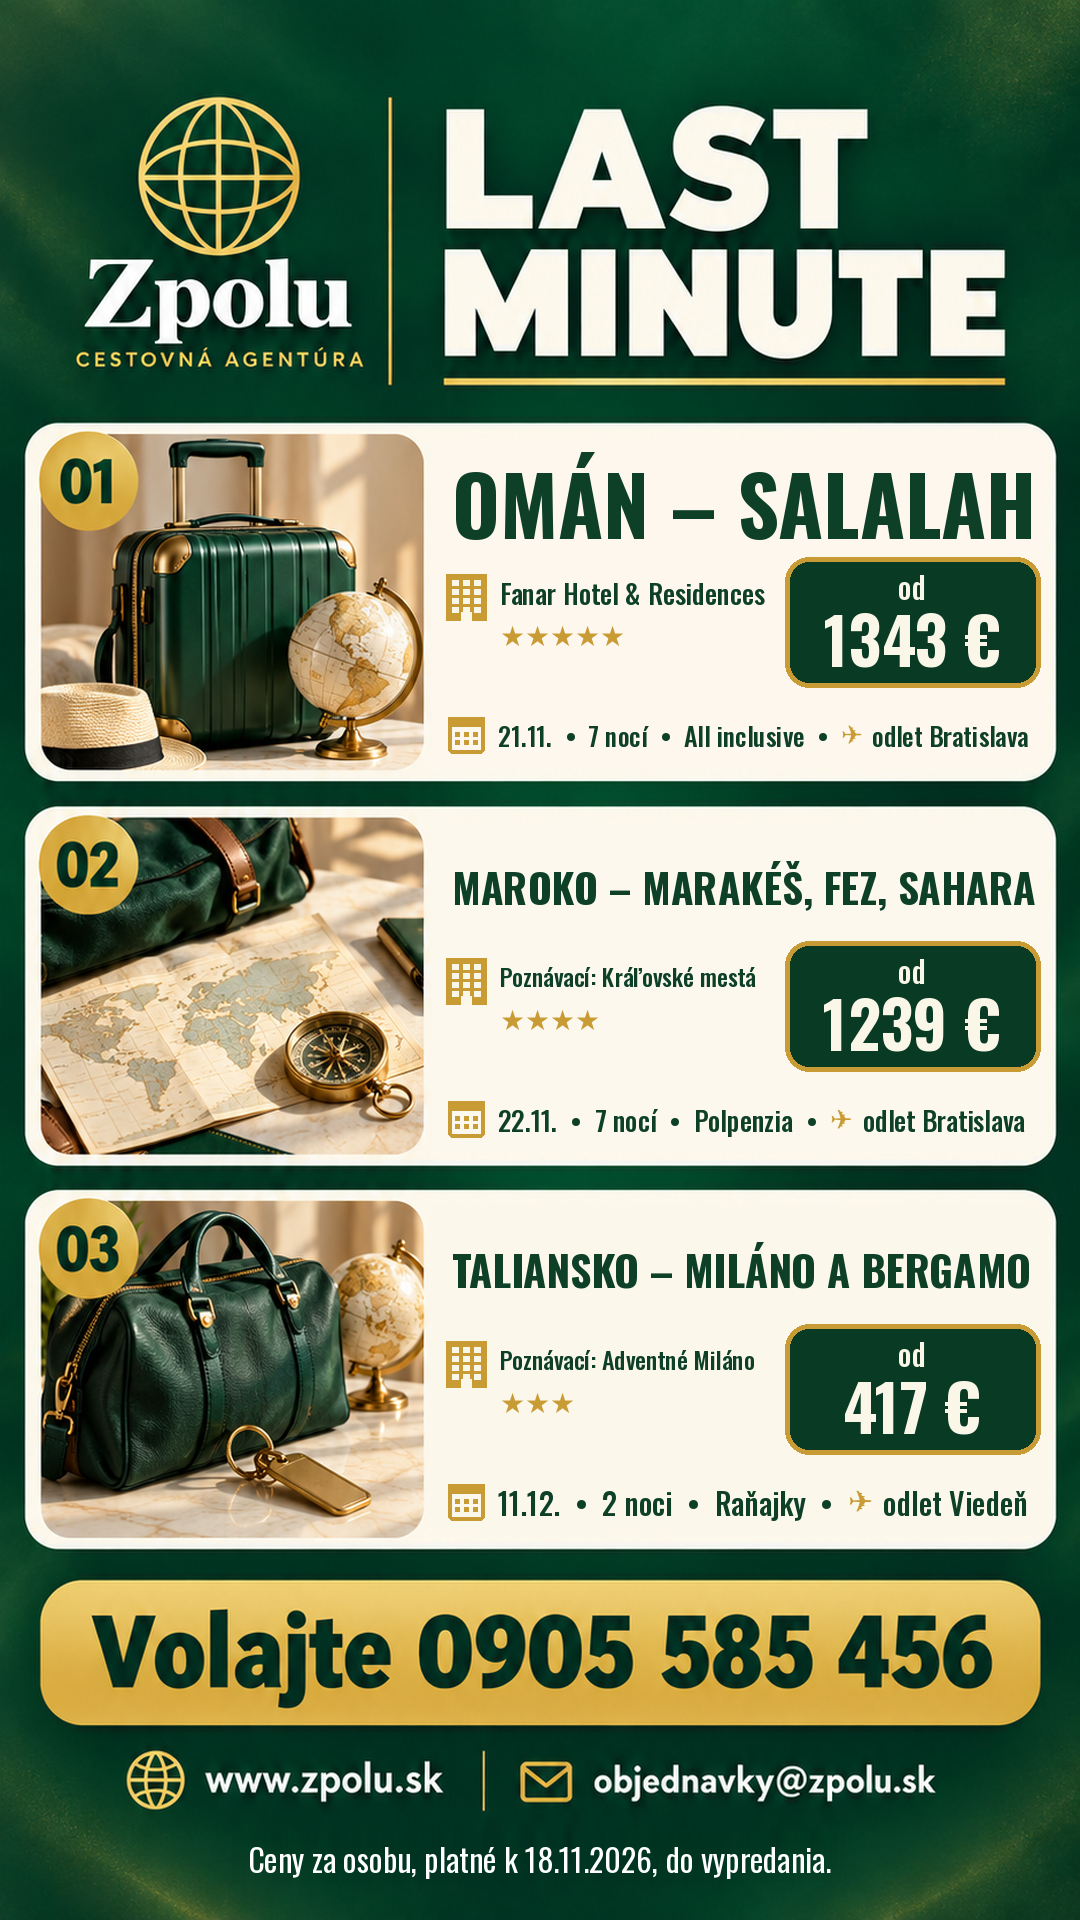 Zpolu
CESTOVNÁ AGENTÚRA
LAST
MINUTE
01
OMÁN – SALALAH
Fanar Hotel & Residences
★★★★★
od
1343 €
21.11. • 7 nocí • All inclusive • ✈ odlet Bratislava
02
MAROKO – MARAKÉŠ, FEZ, SAHARA
Poznávací: Kráľovské mestá
★★★★
od
1239 €
22.11. • 7 nocí • Polpenzia • ✈ odlet Bratislava
03
TALIANSKO – MILÁNO A BERGAMO
Poznávací: Adventné Miláno
★★★
od
417 €
11.12. • 2 noci • Raňajky • ✈ odlet Viedeň
Volajte 0905 585 456
www.zpolu.sk
objednavky@zpolu.sk
Ceny za osobu, platné k 18.11.2026, do vypredania.